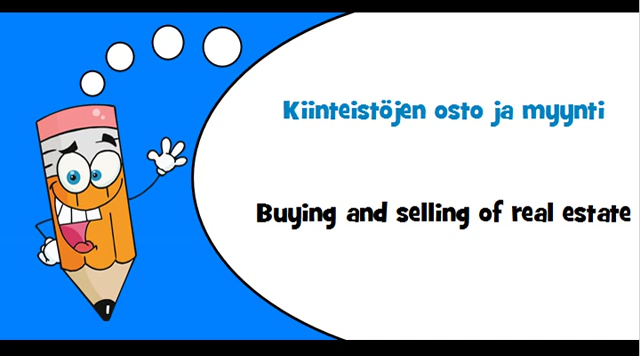 Kiinteistöjen osto ja myynti
Buying and selling of real estate